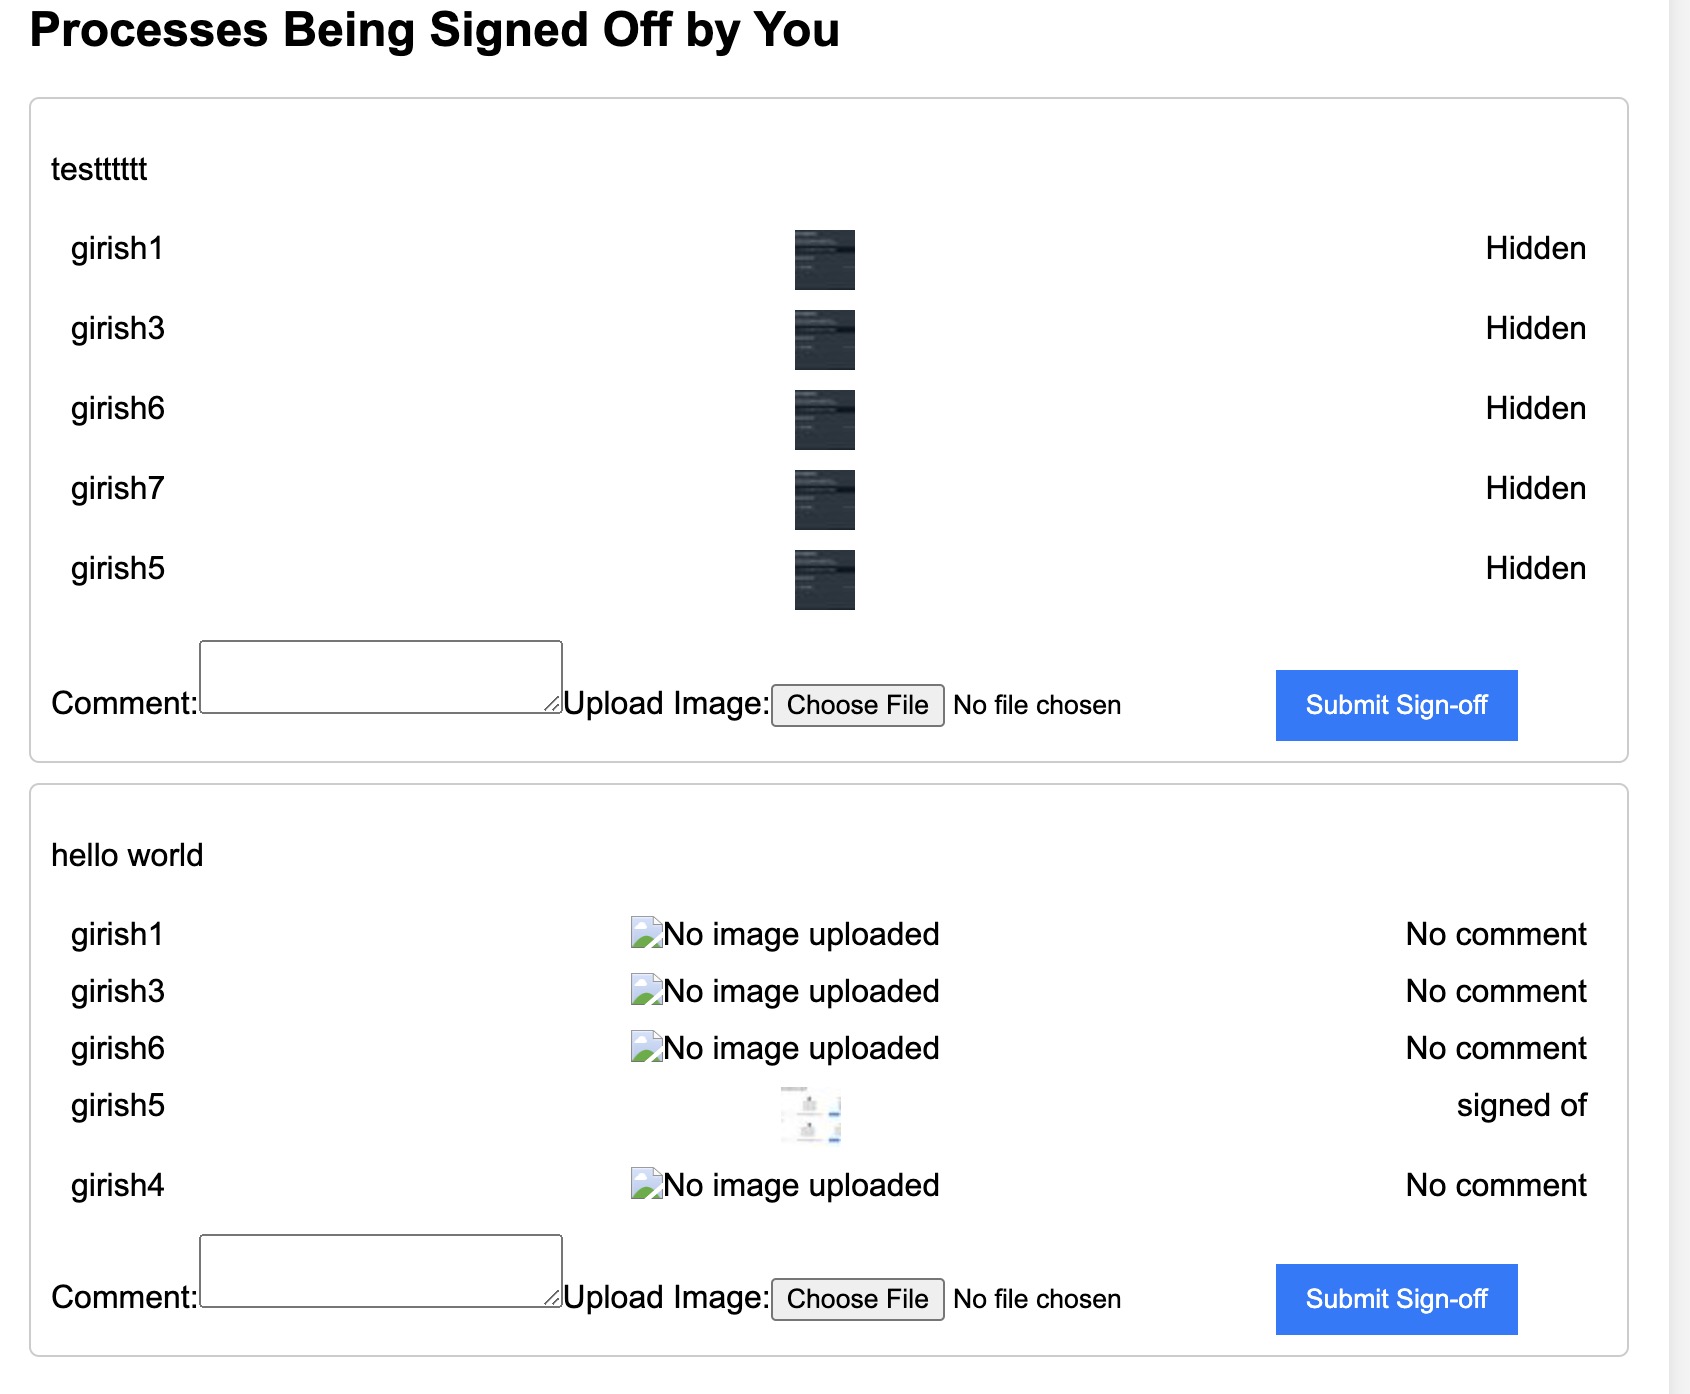 Processes Being Signed Off by You
testttttt
girish1 Hidden
girish3 Hidden
girish6 Hidden
girish7 Hidden
girish5 Hidden
Comment: Upload Image: Choose File No file chosen Submit Sign-off
hello world
girish1 No image uploaded No comment
girish3 No image uploaded No comment
girish6 No image uploaded No comment
girish5 signed of
girish4 No image uploaded No comment
Comment: Upload Image: Choose File No file chosen Submit Sign-off